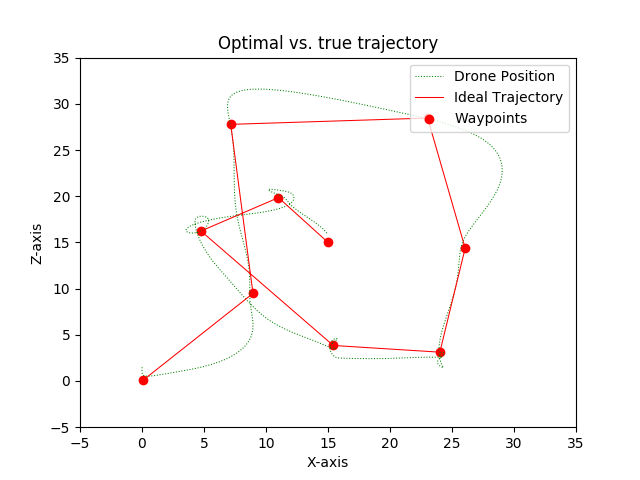 Optimal vs. true trajectory
Drone Position
Ideal Trajectory
Waypoints
35
30
25
20
15
10
5
0
−5
Z-axis
−5 0 5 10 15 20 25 30 35
X-axis